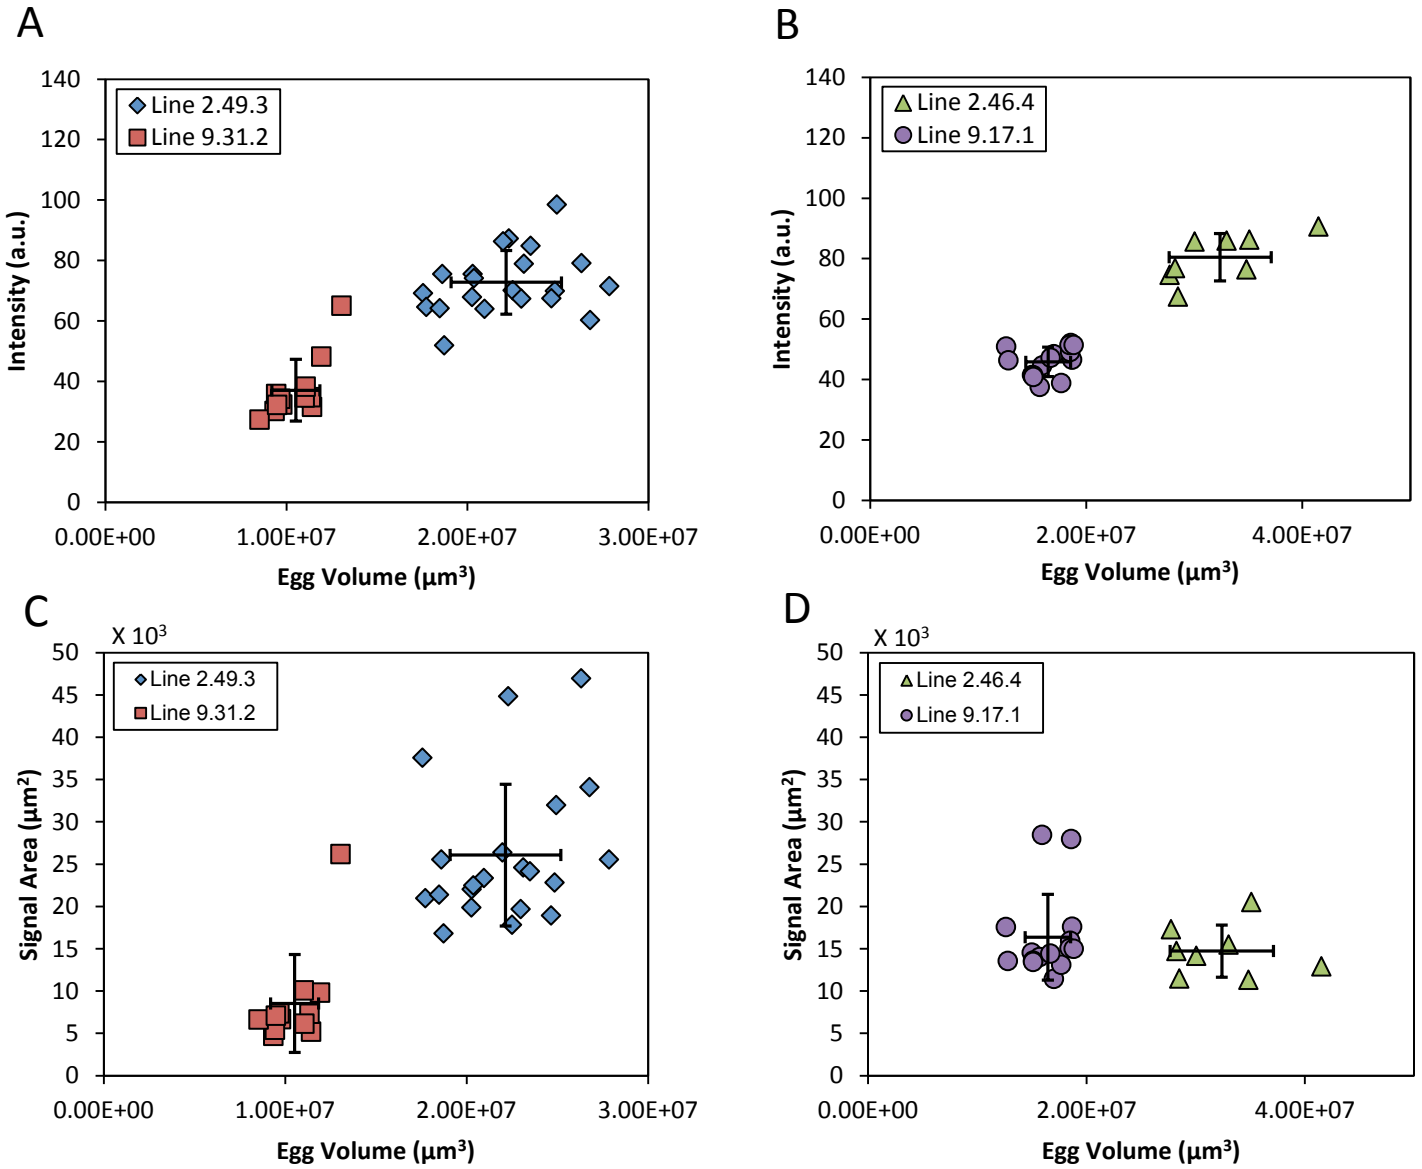 A
Intensity (a.u.)
140
120
100
80
60
40
20
0
Line 2.49.3
Line 9.31.2
0.00E+00
1.00E+07
2.00E+07
3.00E+07
Egg Volume (µm³)
B
Intensity (a.u.)
140
120
100
80
60
40
20
0
Line 2.46.4
Line 9.17.1
0.00E+00
2.00E+07
4.00E+07
Egg Volume (µm³)
C
X 10³
Signal Area (µm²)
50
45
40
35
30
25
20
15
10
5
0
Line 2.49.3
Line 9.31.2
0.00E+00
1.00E+07
2.00E+07
3.00E+07
Egg Volume (µm³)
D
X 10³
Signal Area (µm²)
50
45
40
35
30
25
20
15
10
5
0
Line 2.46.4
Line 9.17.1
0.00E+00
2.00E+07
4.00E+07
Egg Volume (µm³)